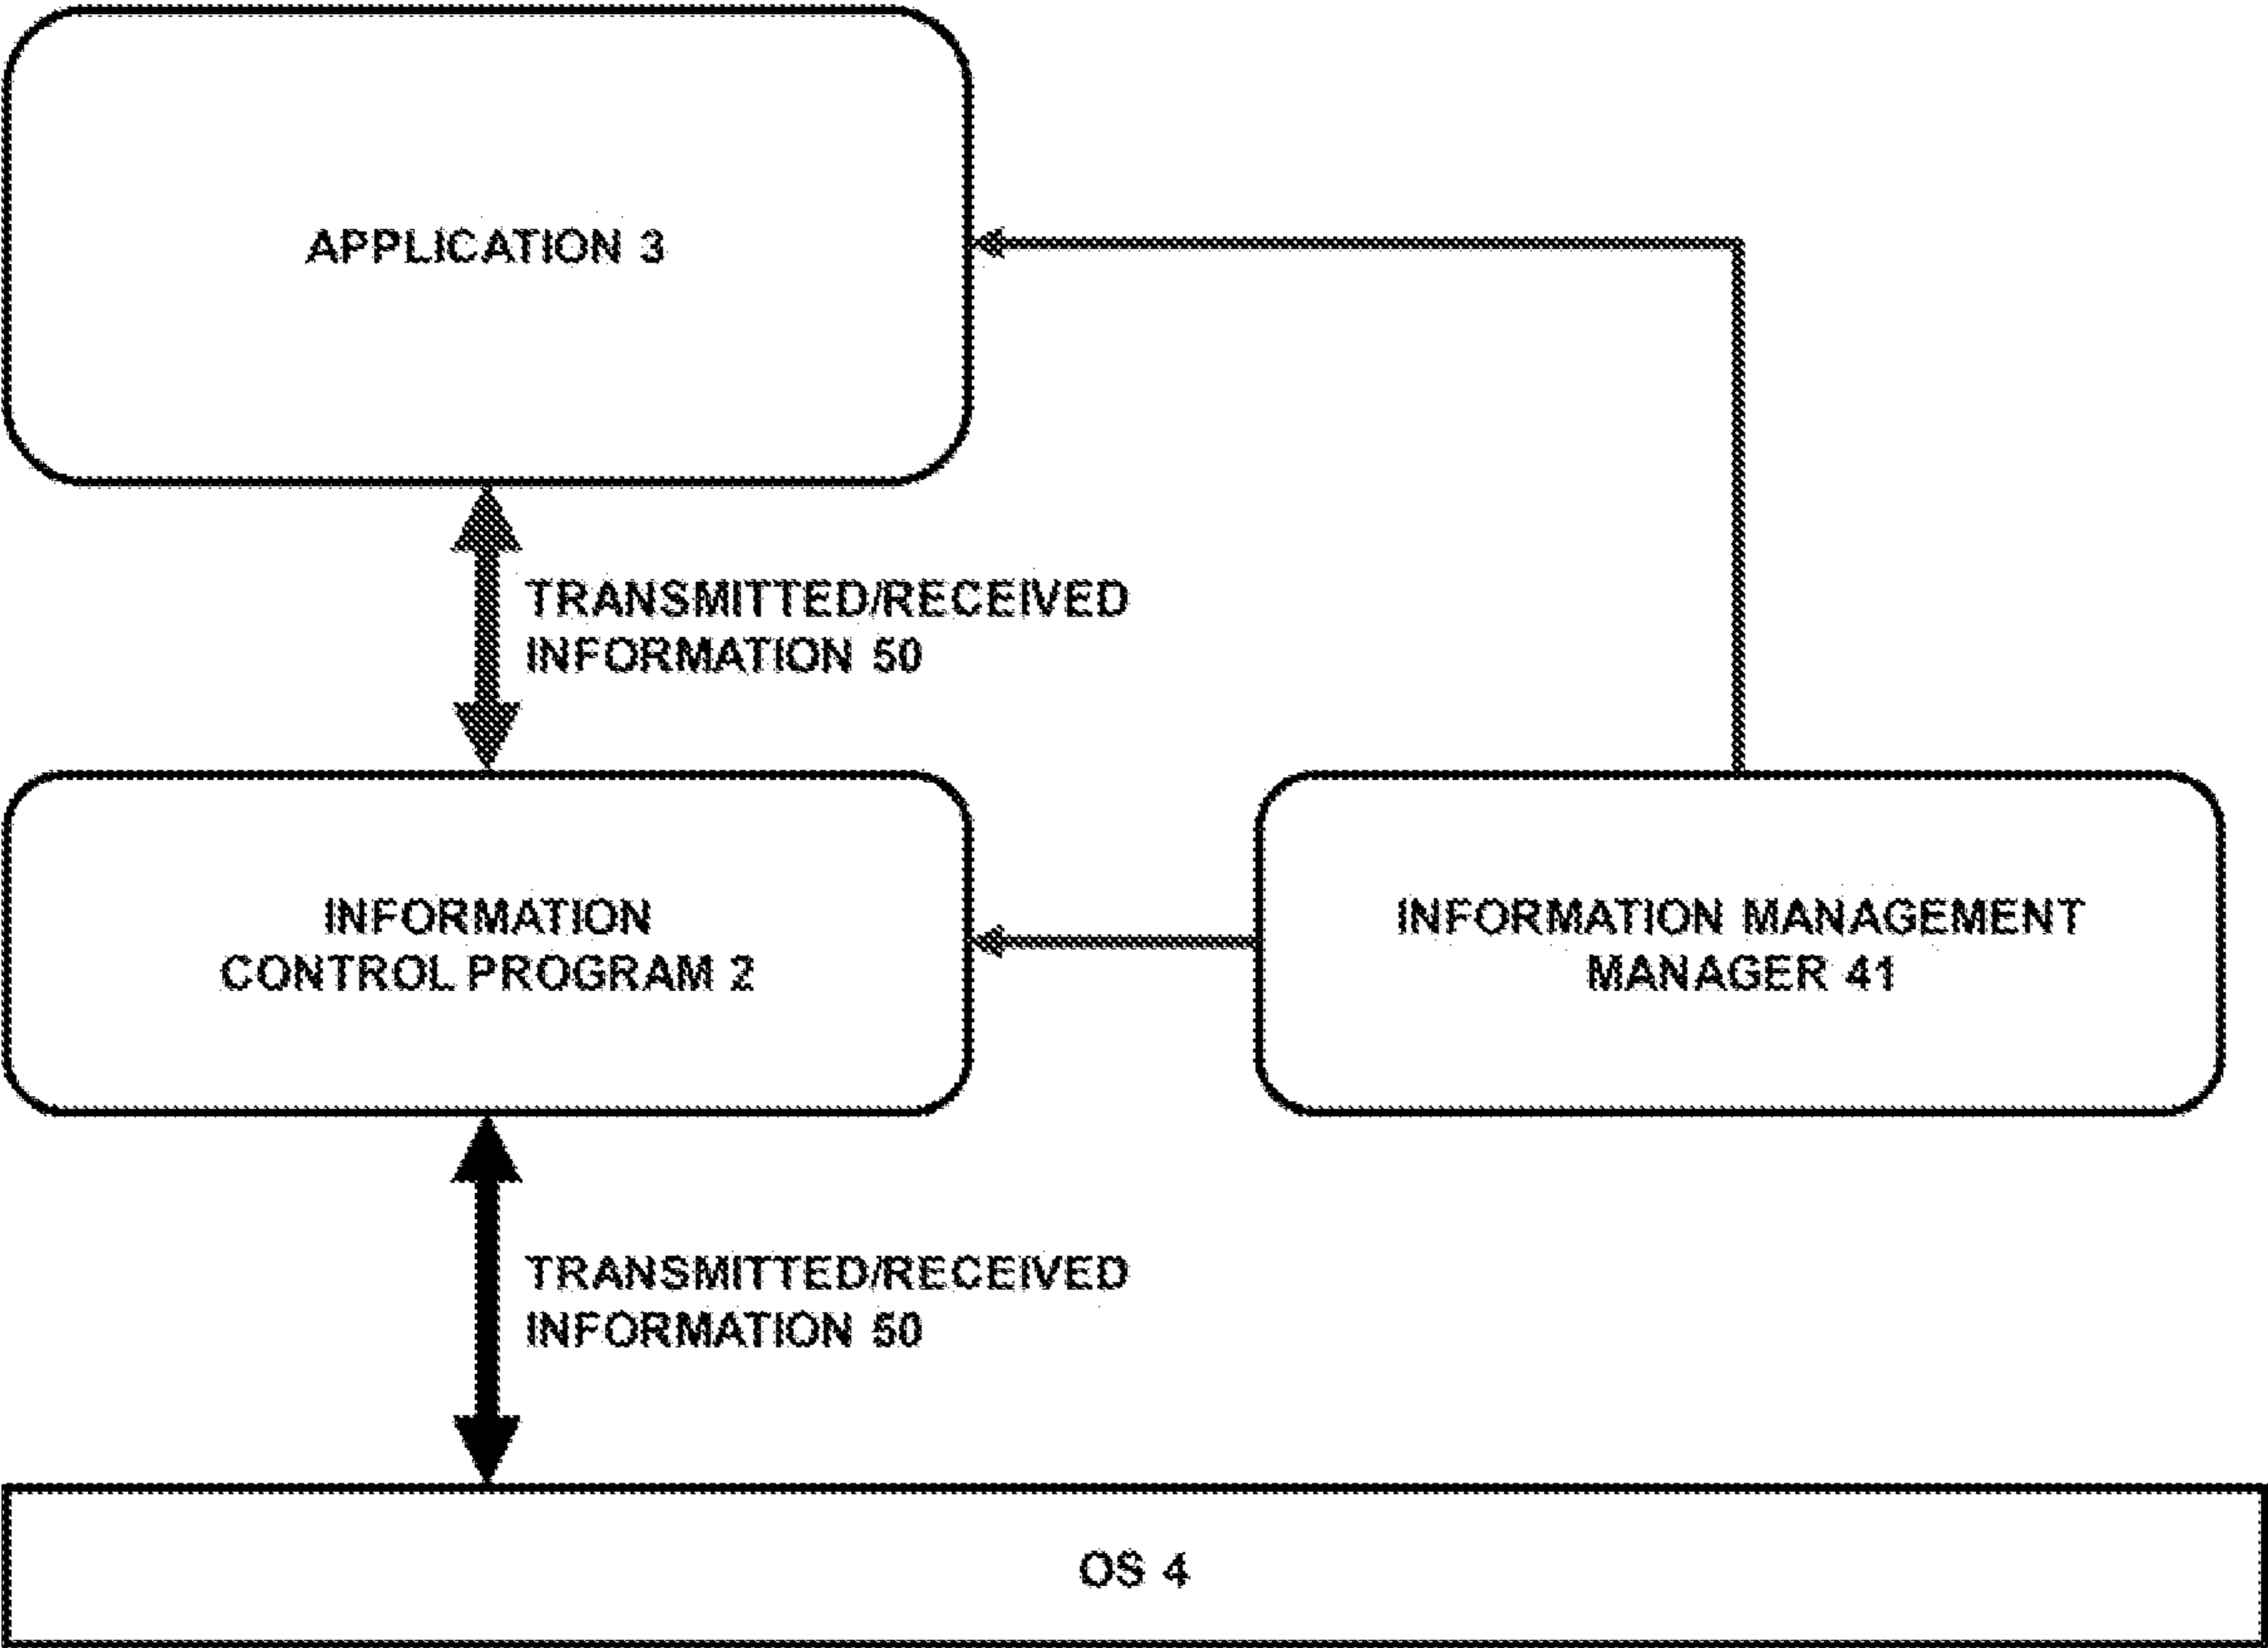 APPLICATION 3
TRANSMITTED/RECEIVED
INFORMATION 50
INFORMATION
CONTROL PROGRAM 2
INFORMATION MANAGEMENT
MANAGER 41
TRANSMITTED/RECEIVED
INFORMATION 50
OS 4